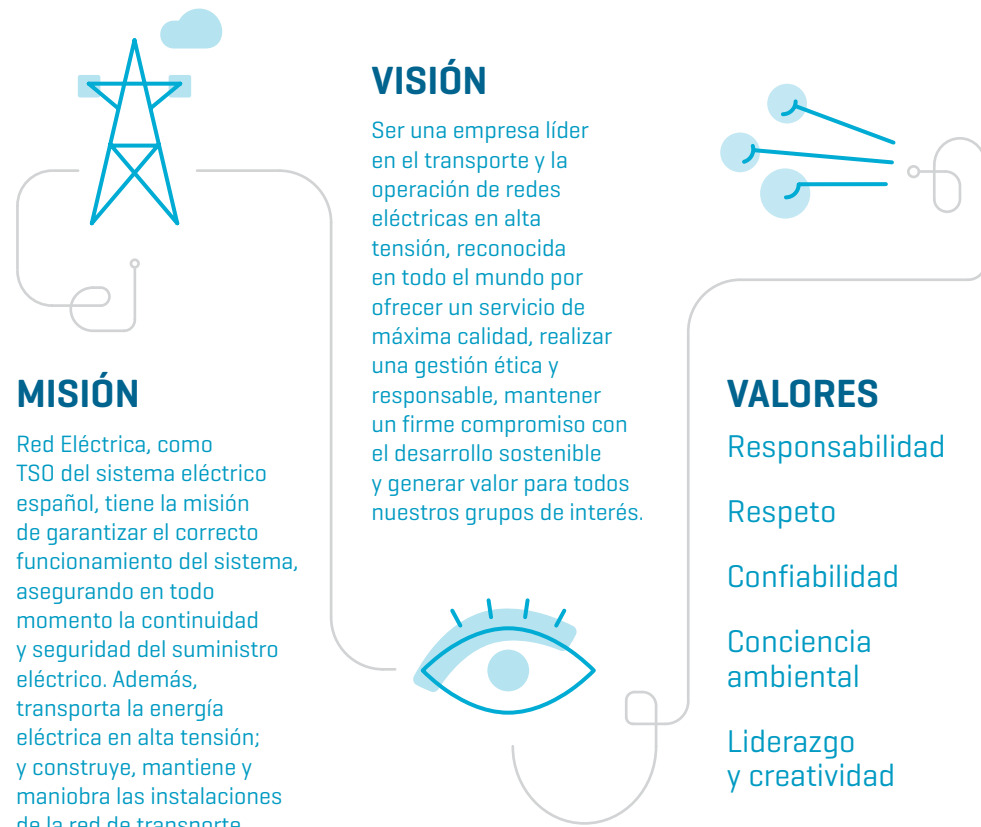 MISIÓN
Red Eléctrica, como
TSO del sistema eléctrico
español, tiene la misión
de garantizar el correcto
funcionamiento del sistema,
asegurando en todo
momento la continuidad
y seguridad del suministro
eléctrico. Además,
transporta la energía
eléctrica en alta tensión;
y construye, mantiene y
maniobra las instalaciones
de la red de transporte
VISIÓN
Ser una empresa líder
en el transporte y la
operación de redes
eléctricas en alta
tensión, reconocida
en todo el mundo por
ofrecer un servicio de
máxima calidad, realizar
una gestión ética y
responsable, mantener
un firme compromiso con
el desarrollo sostenible
y generar valor para todos
nuestros grupos de interés.
VALORES
Responsabilidad
Respeto
Confiabilidad
Conciencia
ambiental
Liderazgo
y creatividad